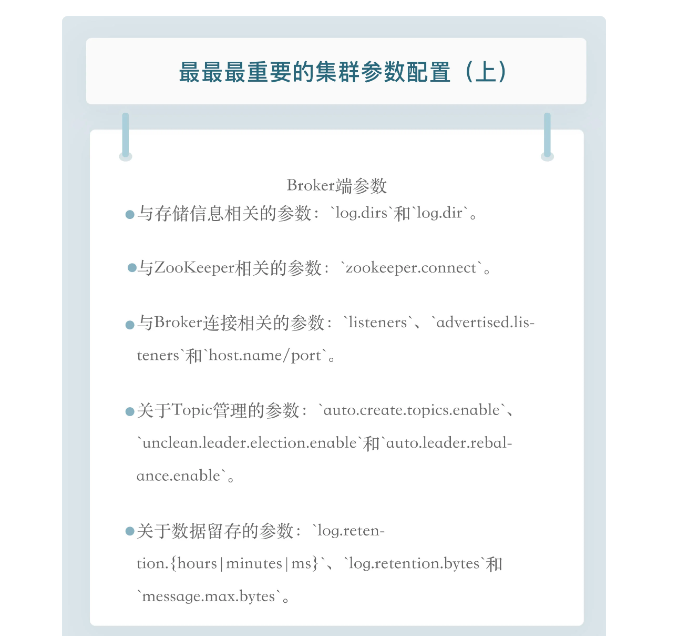 最最最重要的集群参数配置（上）
Broker端参数
与存储信息相关的参数：`log.dirs`和`log.dir`。
与ZooKeeper相关的参数：`zookeeper.connect`。
与Broker连接相关的参数：`listeners`、`advertised.lis-
teners`和`host.name/port`。
关于Topic管理的参数：`auto.create.topics.enable`、
`unclean.leader.election.enable`和`auto.leader.rebal-
ance.enable`。
关于数据留存的参数：`log.reten-
tion.{hours|minutes|ms}`、`log.retention.bytes`和
`message.max.bytes`。